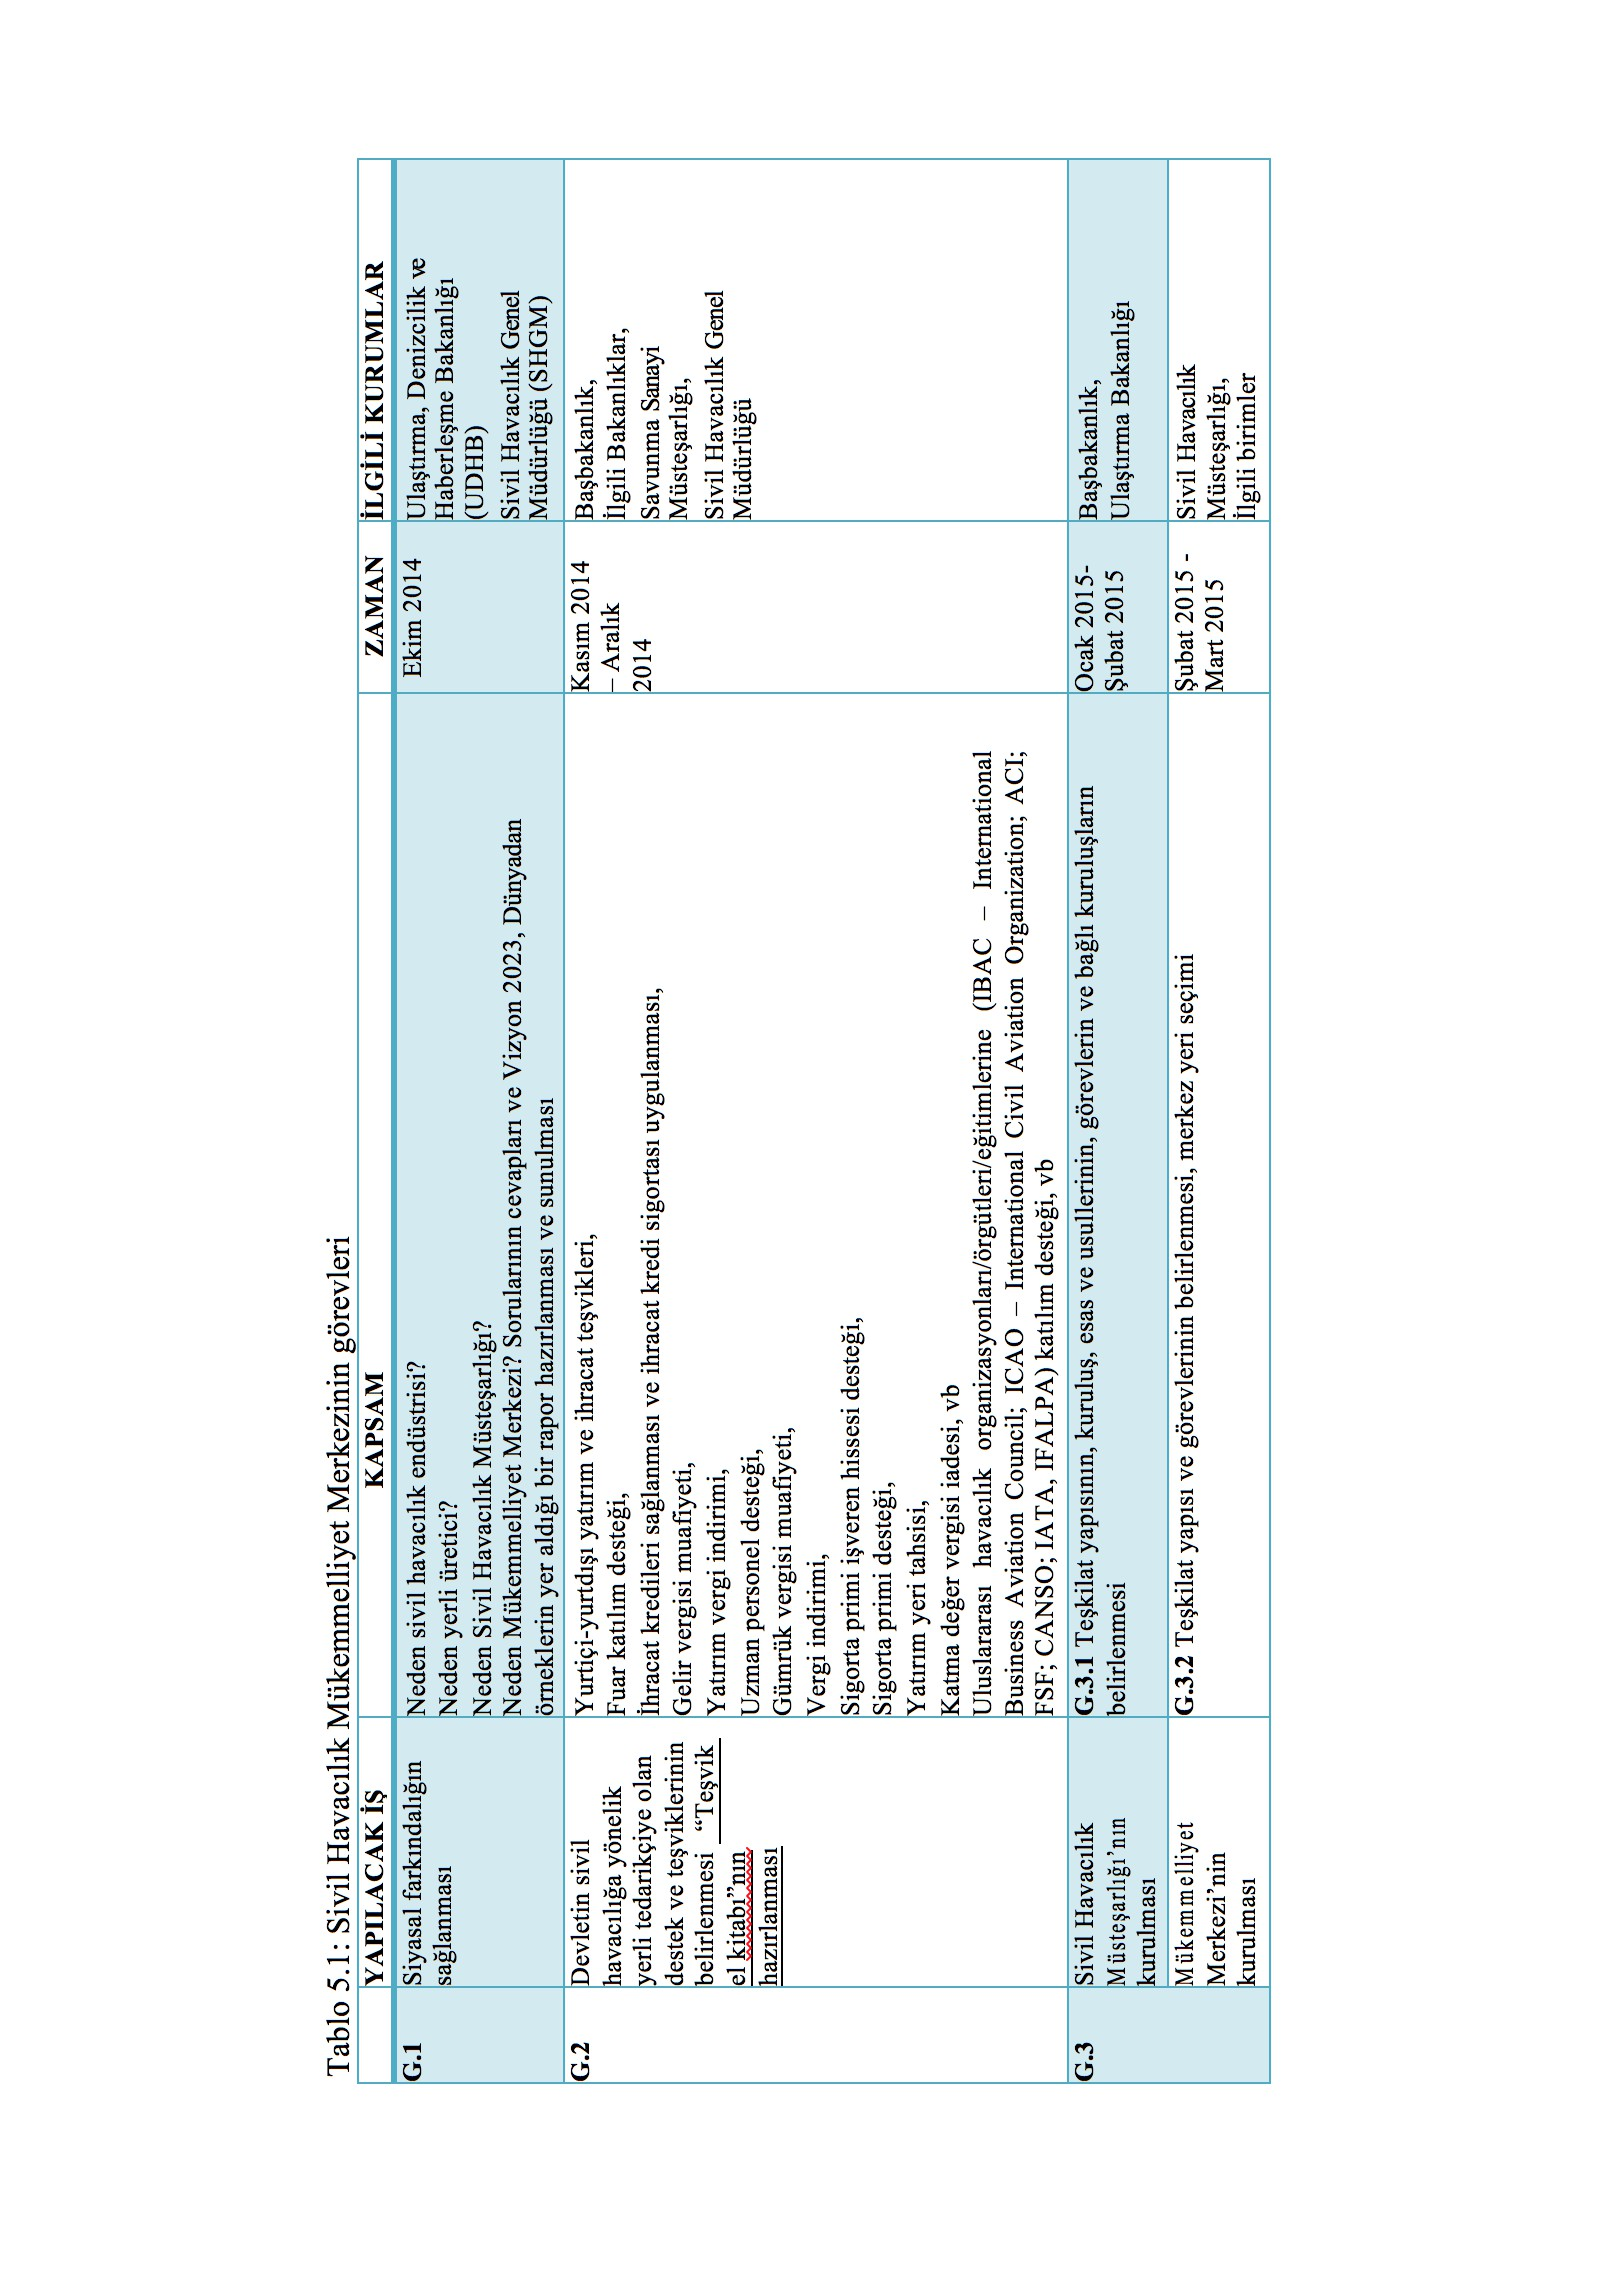 Tablo 5.1: Sivil Havacılık Mükemmelliyet Merkezinin görevleri
YAPILACAK İŞ
KAPSAM
ZAMAN
İLGİLİ KURUMLAR
G.1
Siyasal farkındalığın
sağlanması
Neden sivil havacılık endüstrisi?
Neden yerli üretici?
Neden Sivil Havacılık Müsteşarlığı?
Neden Mükemmelliyet Merkezi? Sorularının cevapları ve Vizyon 2023, Dünyadan
örneklerin yer aldığı bir rapor hazırlanması ve sunulması
Ekim 2014
Ulaştırma, Denizcilik ve
Haberleşme Bakanlığı
(UDHB)
Sivil Havacılık Genel
Müdürlüğü (SHGM)
G.2
Devletin sivil
havacılığa yönelik
yerli tedarikçiye olan
destek ve teşviklerinin
belirlenmesi “Teşvik
el kitabı”nın
hazırlanması
Yurtiçi-yurtdışı yatırım ve ihracat teşvikleri,
Fuar katılım desteği,
İhracat kredileri sağlanması ve ihracat kredi sigortası uygulanması,
Gelir vergisi muafiyeti,
Yatırım vergi indirimi,
Uzman personel desteği,
Gümrük vergisi muafiyeti,
Vergi indirimi,
Sigorta primi işveren hissesi desteği,
Sigorta primi desteği,
Yatırım yeri tahsisi,
Katma değer vergisi iadesi, vb
Uluslararası havacılık organizasyonları/örgütleri/eğitimlerine (IBAC – International
Business Aviation Council; ICAO – International Civil Aviation Organization; ACI;
FSF; CANSO; IATA, IFALPA) katılım desteği, vb
Kasım 2014
– Aralık
2014
Başbakanlık,
İlgili Bakanlıklar,
Savunma Sanayi
Müsteşarlığı,
Sivil Havacılık Genel
Müdürlüğü
G.3
Sivil Havacılık
Müsteşarlığı’nın
kurulması
G.3.1 Teşkilat yapısının, kuruluş, esas ve usullerinin, görevlerin ve bağlı kuruluşların
belirlenmesi
Ocak 2015-
Şubat 2015
Başbakanlık,
Ulaştırma Bakanlığı
Mükemmelliyet
Merkezi’nin
kurulması
G.3.2 Teşkilat yapısı ve görevlerinin belirlenmesi, merkez yeri seçimi
Şubat 2015 -
Mart 2015
Sivil Havacılık
Müsteşarlığı,
İlgili birimler